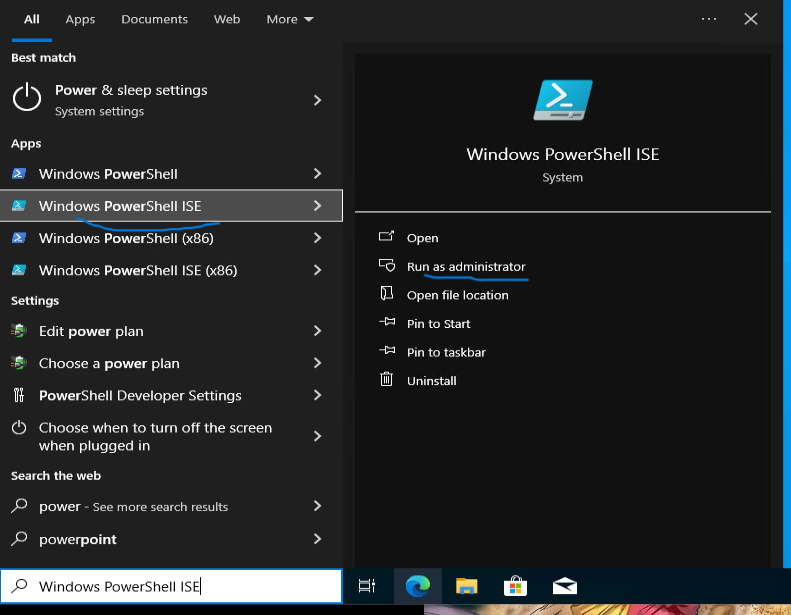 All Apps Documents Web More
Best match
Power & sleep settings
System settings
Apps
Windows PowerShell
Windows PowerShell ISE
Windows PowerShell (x86)
Windows PowerShell ISE (x86)
Settings
Edit power plan
Choose a power plan
PowerShell Developer Settings
Choose when to turn off the screen
when plugged in
Search the web
power - See more search results
powerpoint
Windows PowerShell ISE
Windows PowerShell ISE
System
Open
Run as administrator
Open file location
Pin to Start
Pin to taskbar
Uninstall